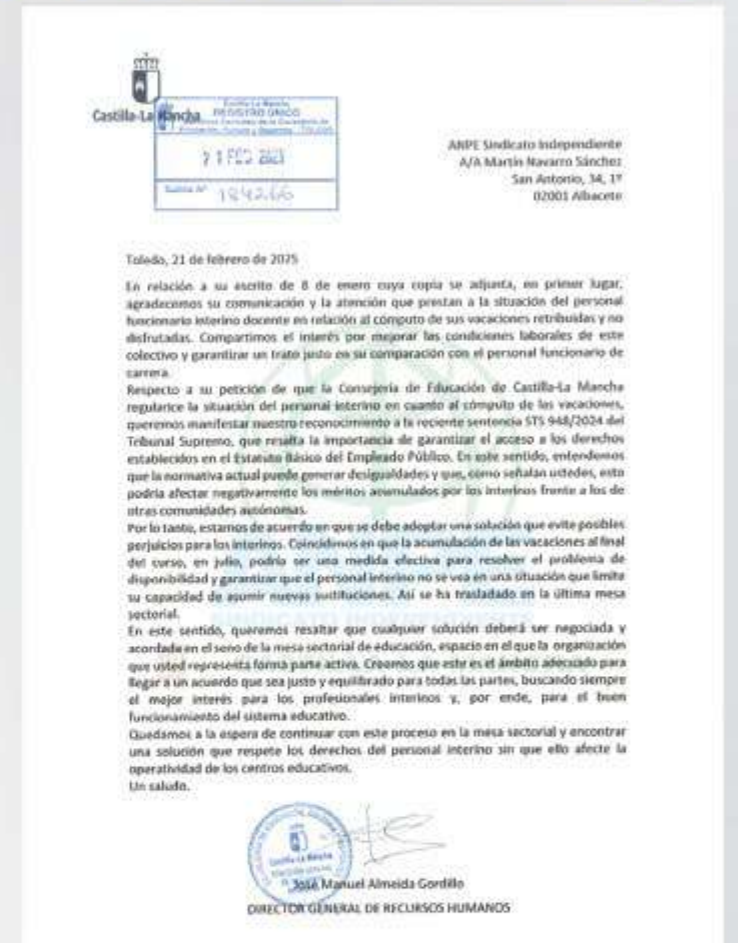 Castilla-La Mancha
Castilla-La Mancha
REGISTRO ÚNICO
21 FEB 2025
Salida Nº 184266
ANPE Sindicato Independiente
A/A Martín Navarro Sánchez
San Antonio, 34, 1º
02001 Albacete
Toledo, 21 de febrero de 2025
En relación a su escrito de 8 de enero cuya copia se adjunta, en primer lugar,
agradecemos su comunicación y la atención que prestan a la situación del personal
funcionario interino docente en relación al cómputo de sus vacaciones retribuidas y no
disfrutadas. Compartimos el interés por mejorar las condiciones laborales de este
colectivo y garantizar un trato justo en su comparación con el personal funcionario de
carrera.
Respecto a su petición de que la Consejería de Educación de Castilla-La Mancha
regularice la situación del personal interino en cuanto al cómputo de las vacaciones,
queremos manifestar nuestro reconocimiento a la reciente sentencia STS 948/2024 del
Tribunal Supremo, que resalta la importancia de garantizar el acceso a los derechos
establecidos en el Estatuto Básico del Empleado Público. En este sentido, entendemos
que la normativa actual puede generar desigualdades y que, como señalan ustedes, esto
podría afectar negativamente los méritos acumulados por los interinos frente a los de
otras comunidades autónomas.
Por lo tanto, estamos de acuerdo en que se debe adoptar una solución que evite posibles
perjuicios para los interinos. Coincidimos en que la acumulación de las vacaciones al final
del curso, en julio, podría ser una medida efectiva para resolver el problema de
disponibilidad y garantizar que el personal interino no se vea en una situación que limite
su capacidad de asumir nuevas sustituciones. Así se ha trasladado en la última mesa
sectorial.
En este sentido, queremos resaltar que cualquier solución deberá ser negociada y
acordada en el seno de la mesa sectorial de educación, espacio en el que la organización
que usted representa forma parte activa. Creemos que este es el ámbito adecuado para
llegar a un acuerdo que sea justo y equilibrado para todas las partes, buscando siempre
el mejor interés para los profesionales interinos y, por ende, para el buen
funcionamiento del sistema educativo.
Quedamos a la espera de continuar con este proceso en la mesa sectorial y encontrar
una solución que respete los derechos del personal interino sin que ello afecte la
operatividad de los centros educativos.
Un saludo.
Castilla-La Mancha
José Manuel Almeida Gordillo
DIRECTOR GENERAL DE RECURSOS HUMANOS